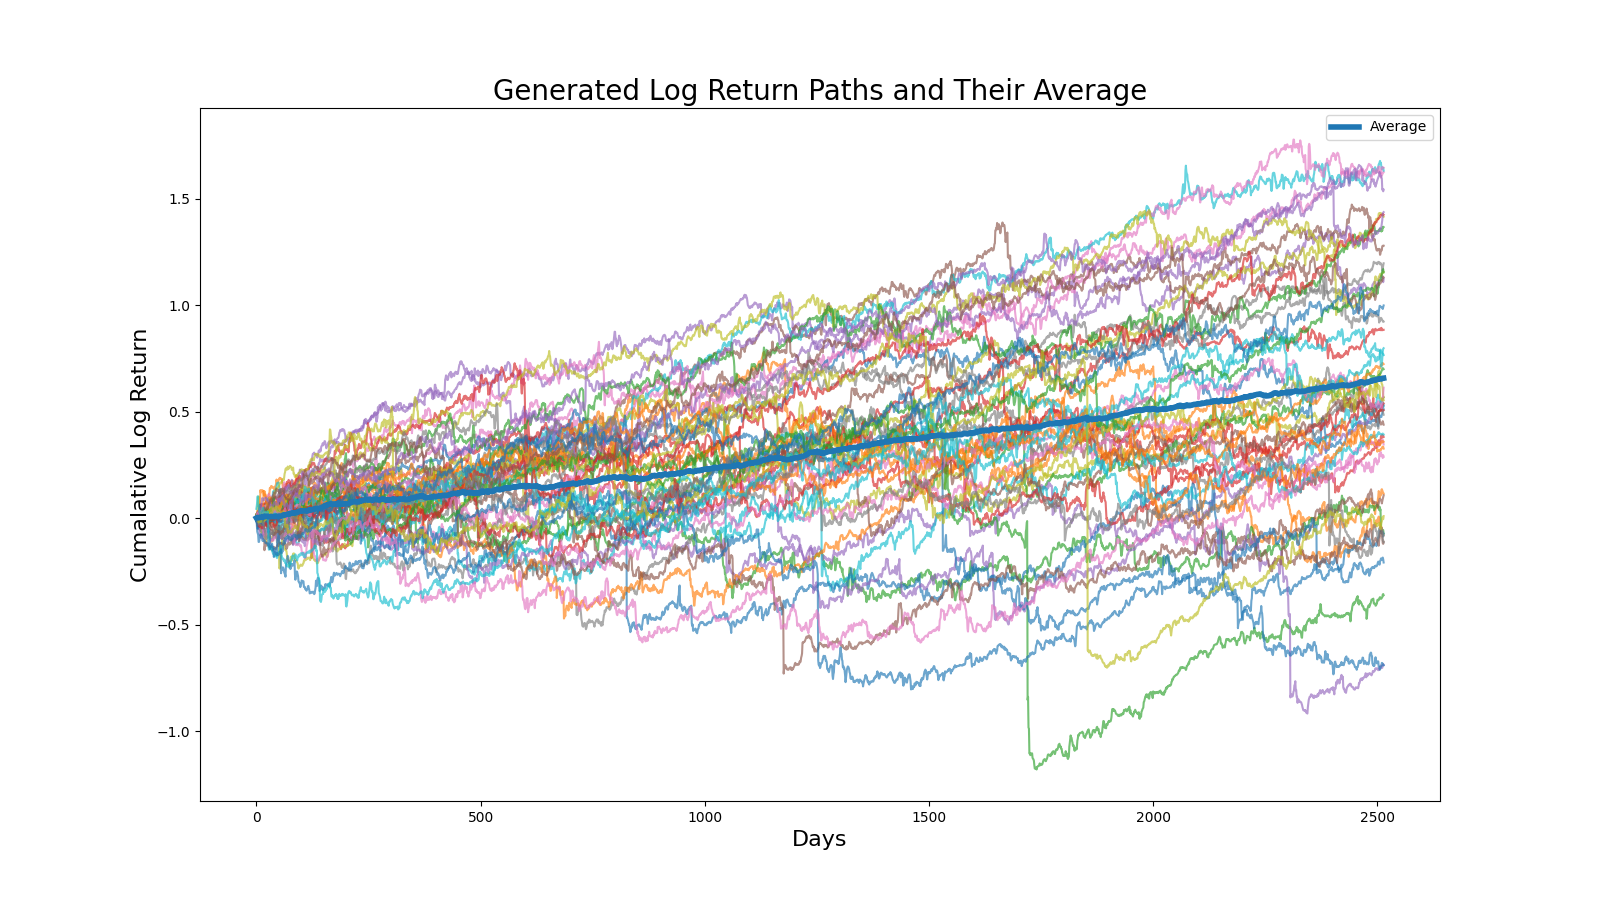 Generated Log Return Paths and Their Average
Average
Cumalative Log Return
1.5
1.0
0.5
0.0
−0.5
−1.0
0 500 1000 1500 2000 2500
Days